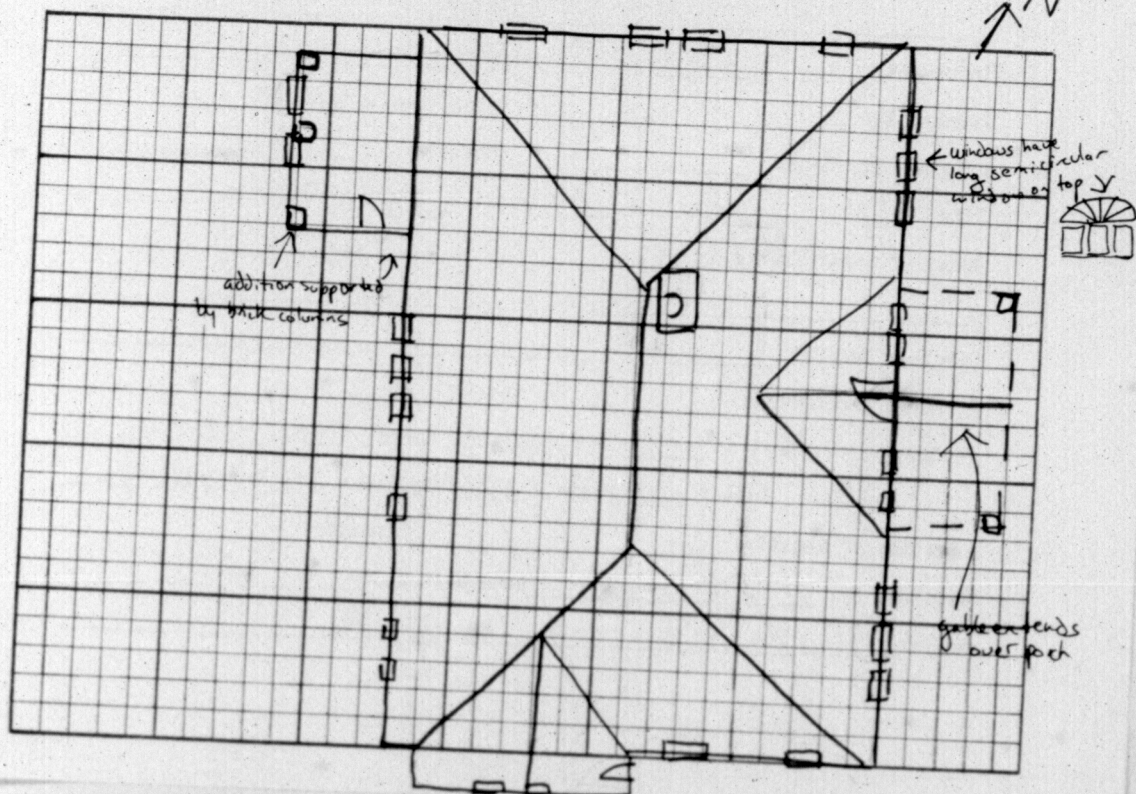 N
windows have
long semicircular
window on top
addition supported
by brick columns
gable extends
over porch